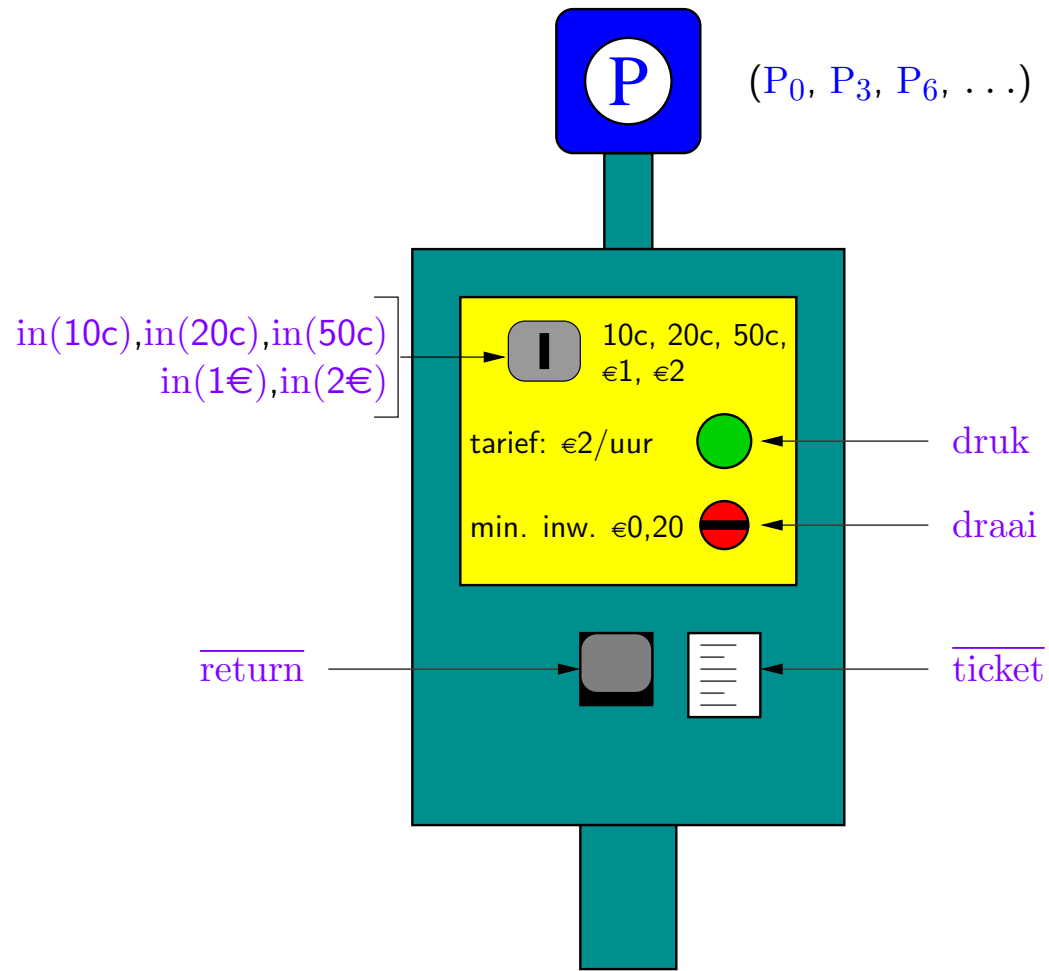 P
(P₀, P₃, P₆, . . .)
in(10c),in(20c),in(50c)
in(1€),in(2€)
10c, 20c, 50c,
€1, €2
tarief: €2/uur
druk
min. inw. €0,20
draai
return
ticket